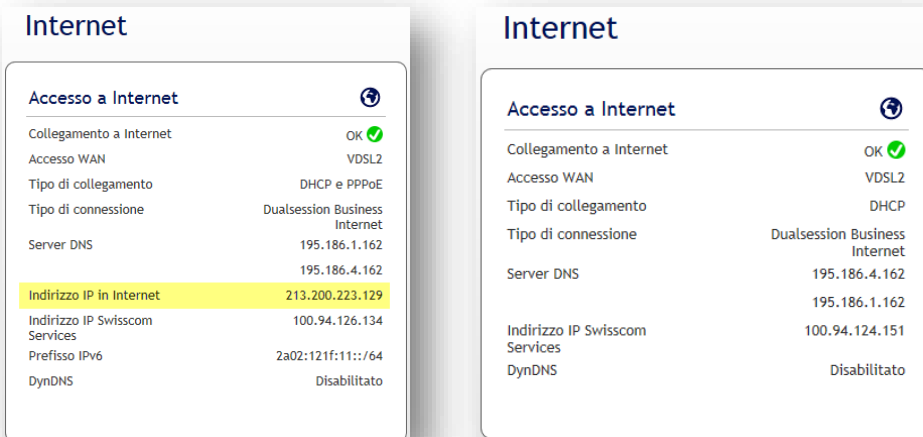 Internet
Accesso a Internet
Collegamento a Internet OK
Accesso WAN VDSL2
Tipo di collegamento DHCP e PPPoE
Tipo di connessione Dualsession Business
Internet
Server DNS 195.186.1.162
195.186.4.162
Indirizzo IP in Internet 213.200.223.129
Indirizzo IP Swisscom 100.94.126.134
Services
Prefisso IPv6 2a02:121f:11::/64
DynDNS Disabilitato
Internet
Accesso a Internet
Collegamento a Internet OK
Accesso WAN VDSL2
Tipo di collegamento DHCP
Tipo di connessione Dualsession Business
Internet
Server DNS 195.186.4.162
195.186.1.162
Indirizzo IP Swisscom 100.94.124.151
Services
DynDNS Disabilitato